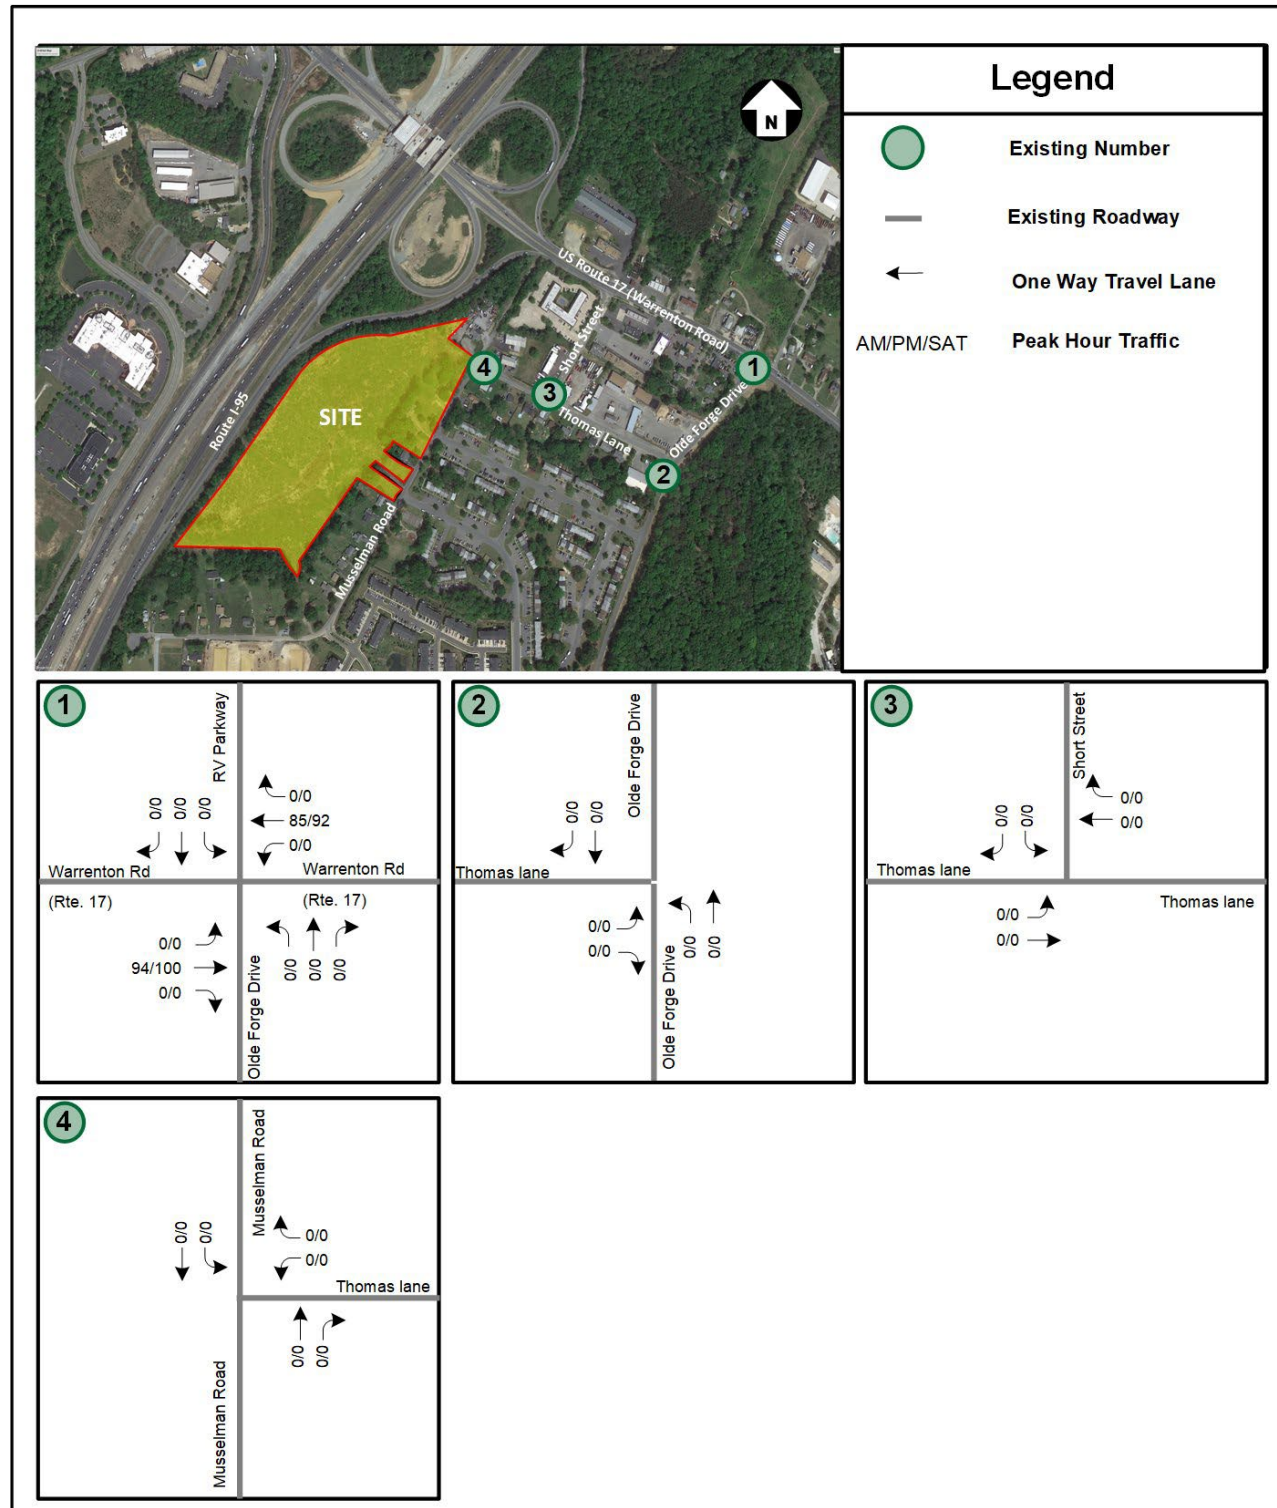 N
US Route 17 (Warrenton Road)
Short Street
Route I-95
SITE
4
3
1
Thomas Lane
Olde Forge Drive
2
Musselman Road
Legend
Existing Number
Existing Roadway
One Way Travel Lane
AM/PM/SAT Peak Hour Traffic
1
RV Parkway
0/0 0/0 0/0
0/0
85/92
0/0
Warrenton Rd Warrenton Rd
(Rte. 17) (Rte. 17)
0/0
94/100
0/0
0/0 0/0 0/0
Olde Forge Drive
2
Olde Forge Drive
0/0 0/0
Thomas lane
0/0
0/0
0/0 0/0
Olde Forge Drive
3
Short Street
0/0 0/0
0/0
0/0
Thomas lane
Thomas lane
0/0
0/0
4
Musselman Road
0/0 0/0
0/0
0/0
Thomas lane
0/0 0/0
Musselman Road